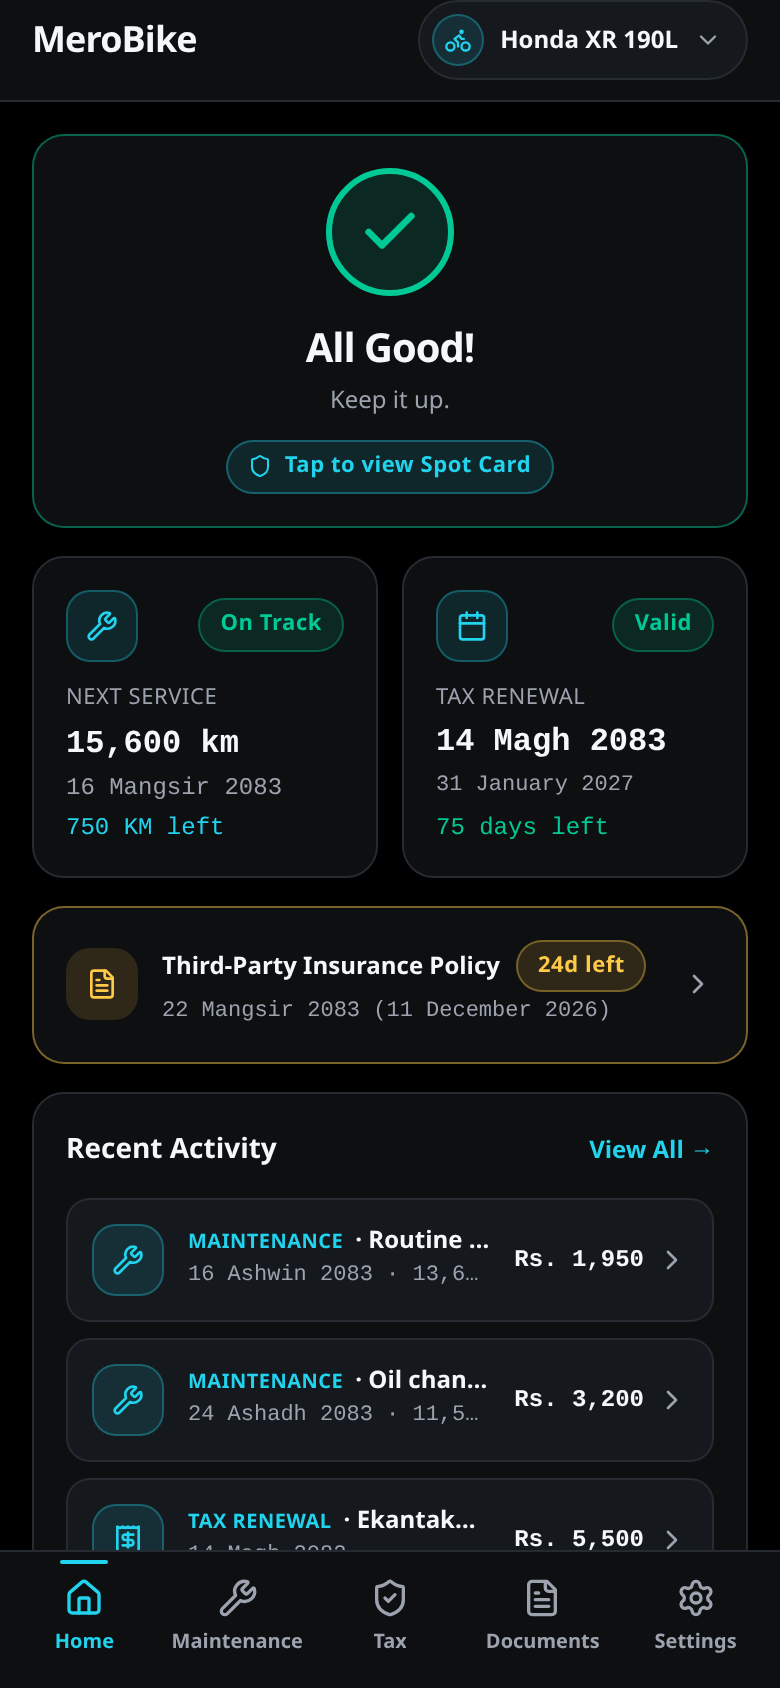 MeroBike
Honda XR 190L
All Good!
Keep it up.
Tap to view Spot Card
On Track
NEXT SERVICE
15,600 km
16 Mangsir 2083
750 KM left
Valid
TAX RENEWAL
14 Magh 2083
31 January 2027
75 days left
Third-Party Insurance Policy
24d left
22 Mangsir 2083 (11 December 2026)
Recent Activity
View All →
MAINTENANCE · Routine ...
16 Ashwin 2083 · 13,6…
Rs. 1,950
MAINTENANCE · Oil chan...
24 Ashadh 2083 · 11,5…
Rs. 3,200
TAX RENEWAL · Ekantak...
Rs. 5,500
Home
Maintenance
Tax
Documents
Settings